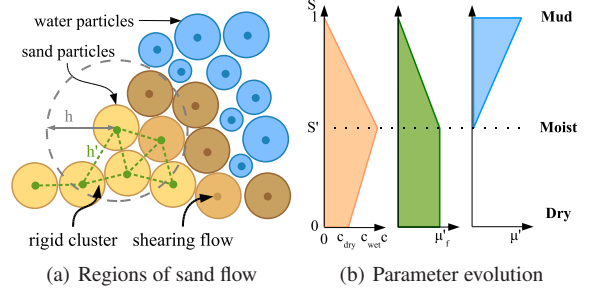 water particles
sand particles
h
h'
rigid cluster
shearing flow
(a) Regions of sand flow
S
1
S'
0
0
c_dry
c_wet
c
μ'_f
μ'
Mud
Moist
Dry
(b) Parameter evolution